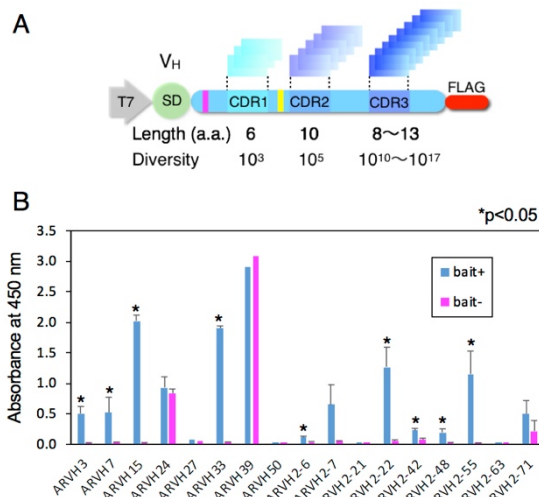 A
VH
T7
SD
CDR1
CDR2
CDR3
FLAG
Length (a.a.) 6 10 8〜13
Diversity 10³ 10⁵ 10¹⁰〜10¹⁷
B
*p<0.05
Absorbance at 450 nm
3.5
3.0
2.5
2.0
1.5
1.0
0.5
0.0
bait+
bait-
* * * * * * * * *
ARVH3
ARVH7
ARVH15
ARVH24
ARVH27
ARVH33
ARVH39
ARVH50
ARVH2-6
ARVH2-7
ARVH2-21
ARVH2-22
ARVH2-42
ARVH2-48
ARVH2-55
ARVH2-63
ARVH2-71